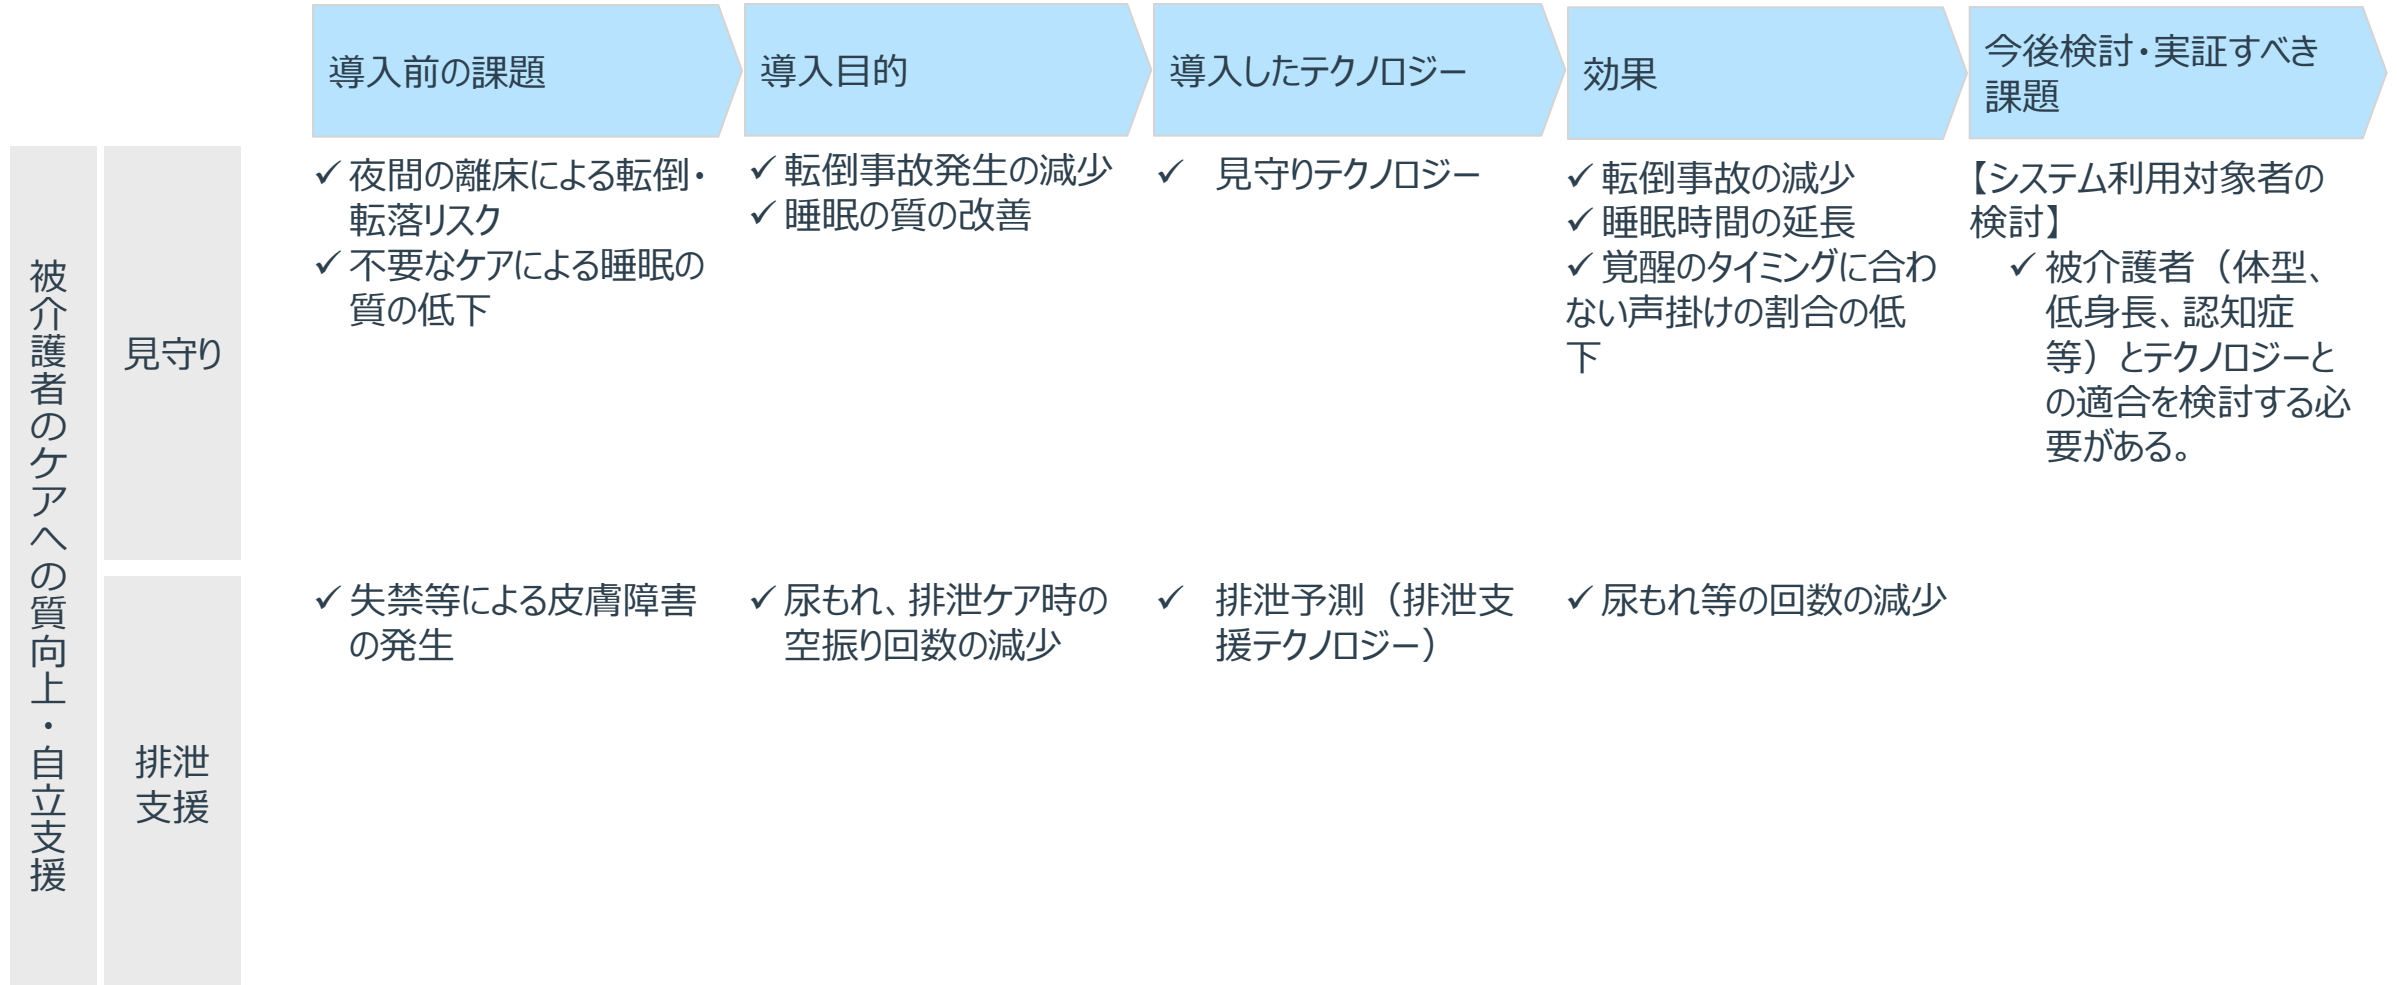 導入前の課題
導入目的
導入したテクノロジー
効果
今後検討・実証すべき
課題
被介護者のケアへの質向上・自立支援
見守り
✓ 夜間の離床による転倒・
転落リスク
✓ 不要なケアによる睡眠の
質の低下
✓ 転倒事故発生の減少
✓ 睡眠の質の改善
✓ 見守りテクノロジー
✓ 転倒事故の減少
✓ 睡眠時間の延長
✓ 覚醒のタイミングに合わ
ない声掛けの割合の低
下
【システム利用対象者の
検討】
✓ 被介護者（体型、
低身長、認知症
等）とテクノロジーと
の適合を検討する必
要がある。
排泄
支援
✓ 失禁等による皮膚障害
の発生
✓ 尿もれ、排泄ケア時の
空振り回数の減少
✓ 排泄予測（排泄支
援テクノロジー）
✓ 尿もれ等の回数の減少